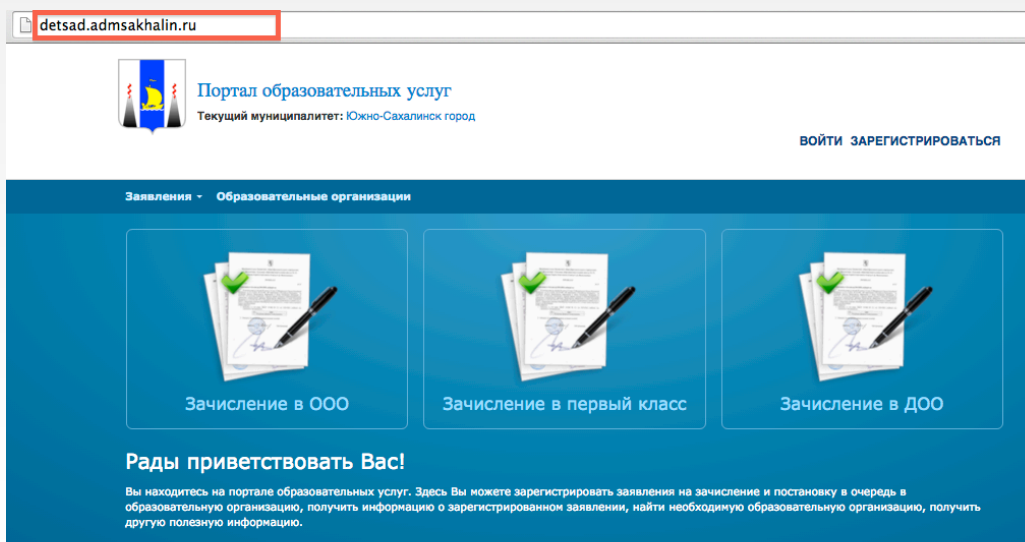 detsad.admsakhalin.ru
Портал образовательных услуг
Текущий муниципалитет: Южно-Сахалинск город
ВОЙТИ ЗАРЕГИСТРИРОВАТЬСЯ
Заявления Образовательные организации
Зачисление в ООО
Зачисление в первый класс
Зачисление в ДОО
Рады приветствовать Вас!
Вы находитесь на портале образовательных услуг. Здесь Вы можете зарегистрировать заявления на зачисление и постановку в очередь в
образовательную организацию, получить информацию о зарегистрированном заявлении, найти необходимую образовательную организацию, получить
другую полезную информацию.